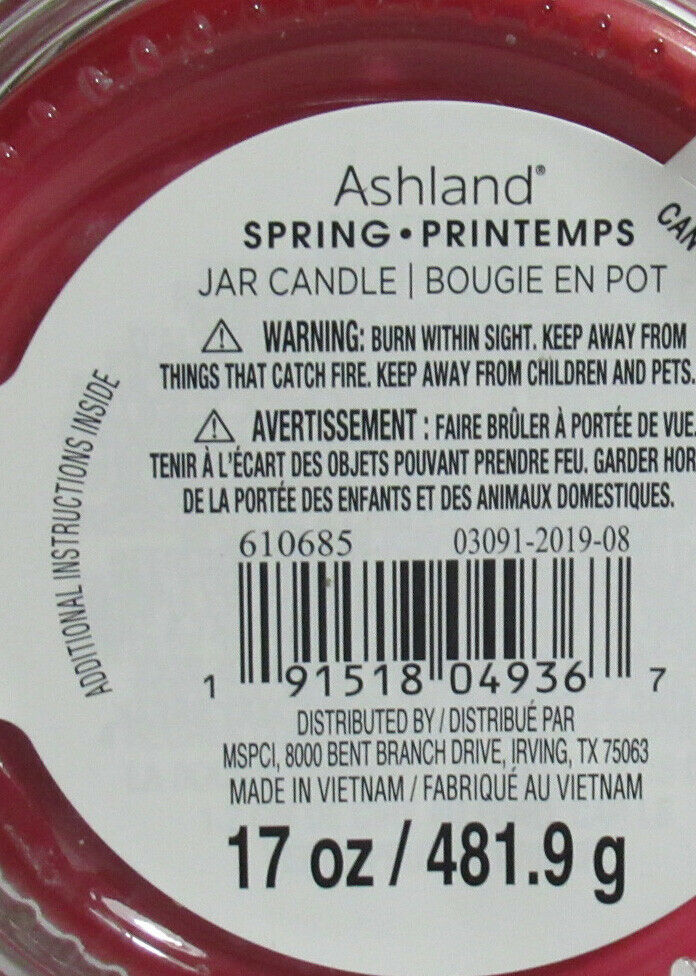 Ashland®
SPRING • PRINTEMPS
JAR CANDLE | BOUGIE EN POT
⚠ WARNING: BURN WITHIN SIGHT. KEEP AWAY FROM
THINGS THAT CATCH FIRE. KEEP AWAY FROM CHILDREN AND PETS.
⚠ AVERTISSEMENT : FAIRE BRÛLER À PORTÉE DE VUE.
TENIR À L'ÉCART DES OBJETS POUVANT PRENDRE FEU. GARDER HOR
DE LA PORTÉE DES ENFANTS ET DES ANIMAUX DOMESTIQUES.
ADDITIONAL INSTRUCTIONS INSIDE
CAN
610685 03091-2019-08
1 91518 04936 7
DISTRIBUTED BY / DISTRIBUÉ PAR
MSPCI, 8000 BENT BRANCH DRIVE, IRVING, TX 75063
MADE IN VIETNAM / FABRIQUÉ AU VIETNAM
17 oz / 481.9 g